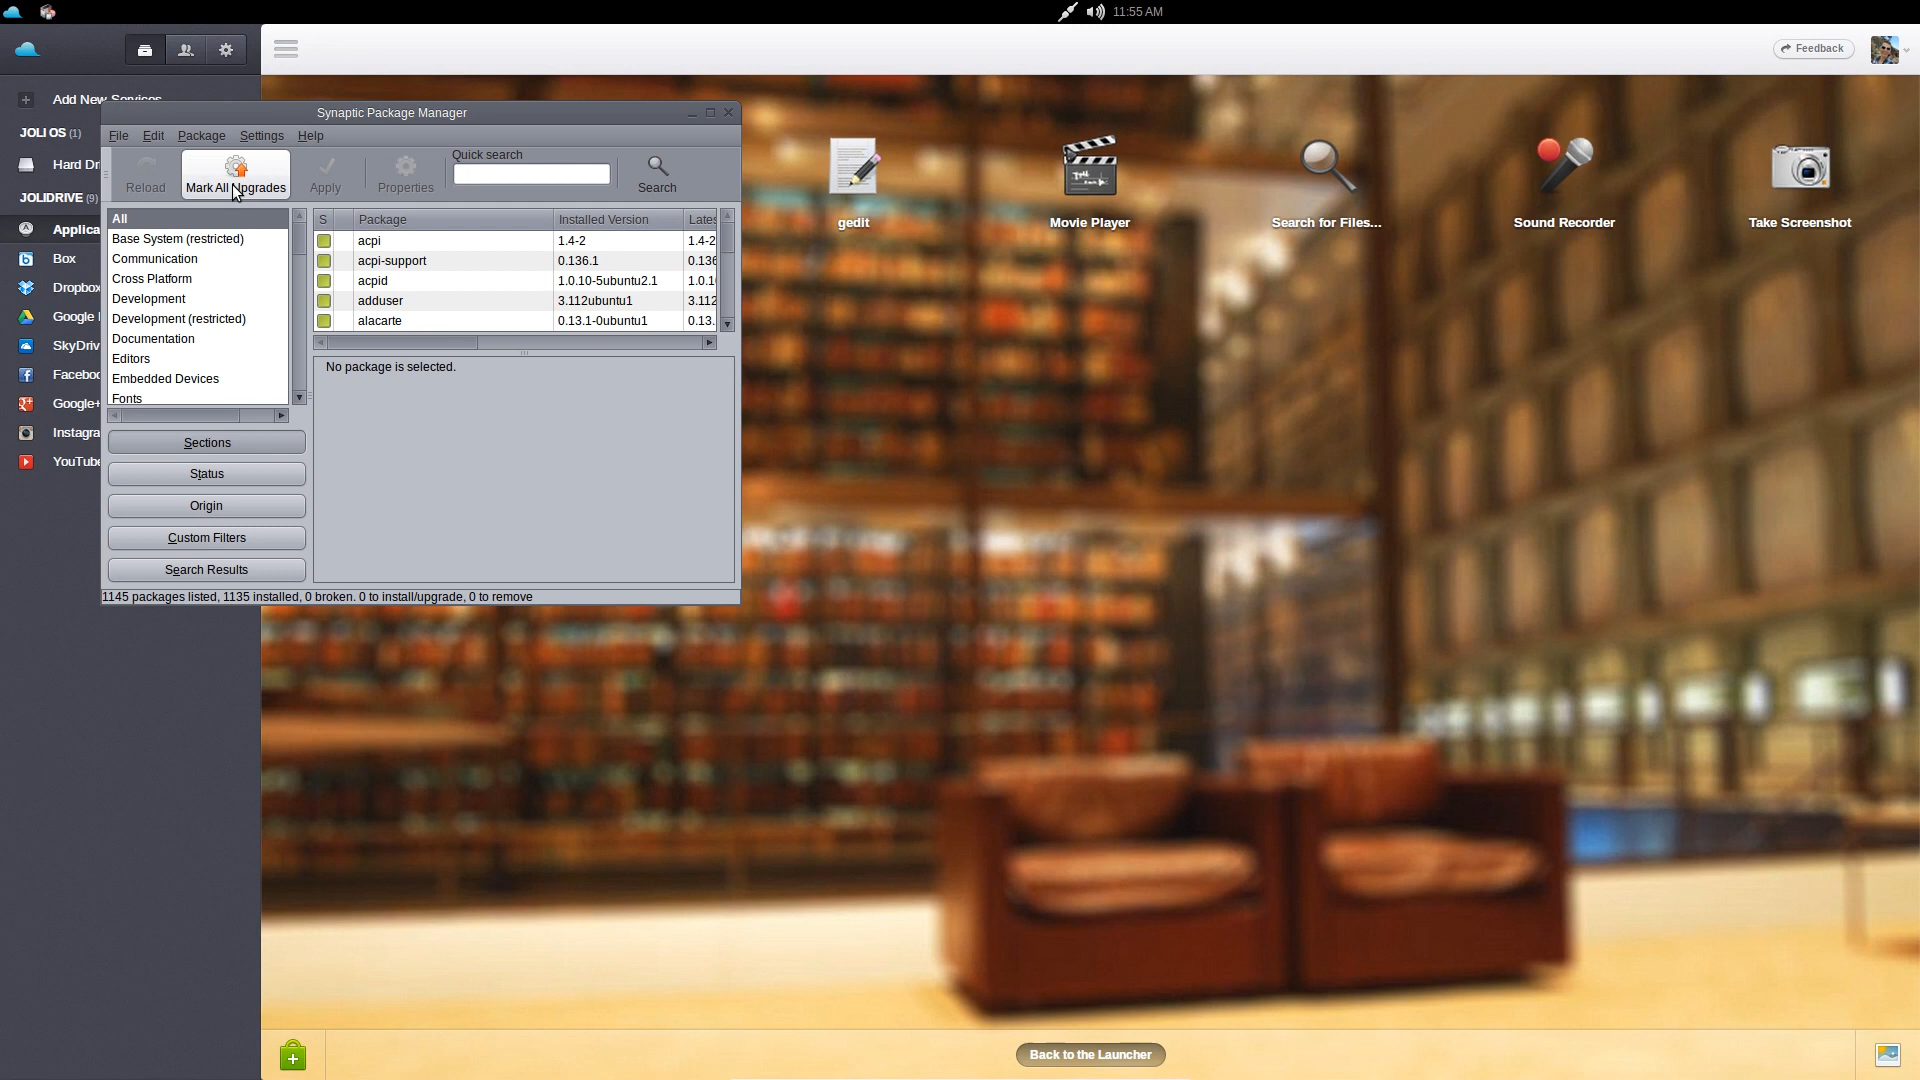 11:55 AM
Feedback
Add New Services
JOLI OS (1)
Hard Dr
JOLIDRIVE (9)
Applica
Box
Dropbox
Google
SkyDriv
Faceboo
Google+
Instagra
YouTube
Synaptic Package Manager
File Edit Package Settings Help
Reload
Mark All Upgrades
Apply
Properties
Quick search
Search
All
Base System (restricted)
Communication
Cross Platform
Development
Development (restricted)
Documentation
Editors
Embedded Devices
Fonts
Sections
Status
Origin
Custom Filters
Search Results
S Package Installed Version Lates
acpi 1.4-2 1.4-2
acpi-support 0.136.1 0.136
acpid 1.0.10-5ubuntu2.1 1.0.1
adduser 3.112ubuntu1 3.112
alacarte 0.13.1-0ubuntu1 0.13.
No package is selected.
1145 packages listed, 1135 installed, 0 broken. 0 to install/upgrade, 0 to remove
gedit
Movie Player
Search for Files...
Sound Recorder
Take Screenshot
Back to the Launcher